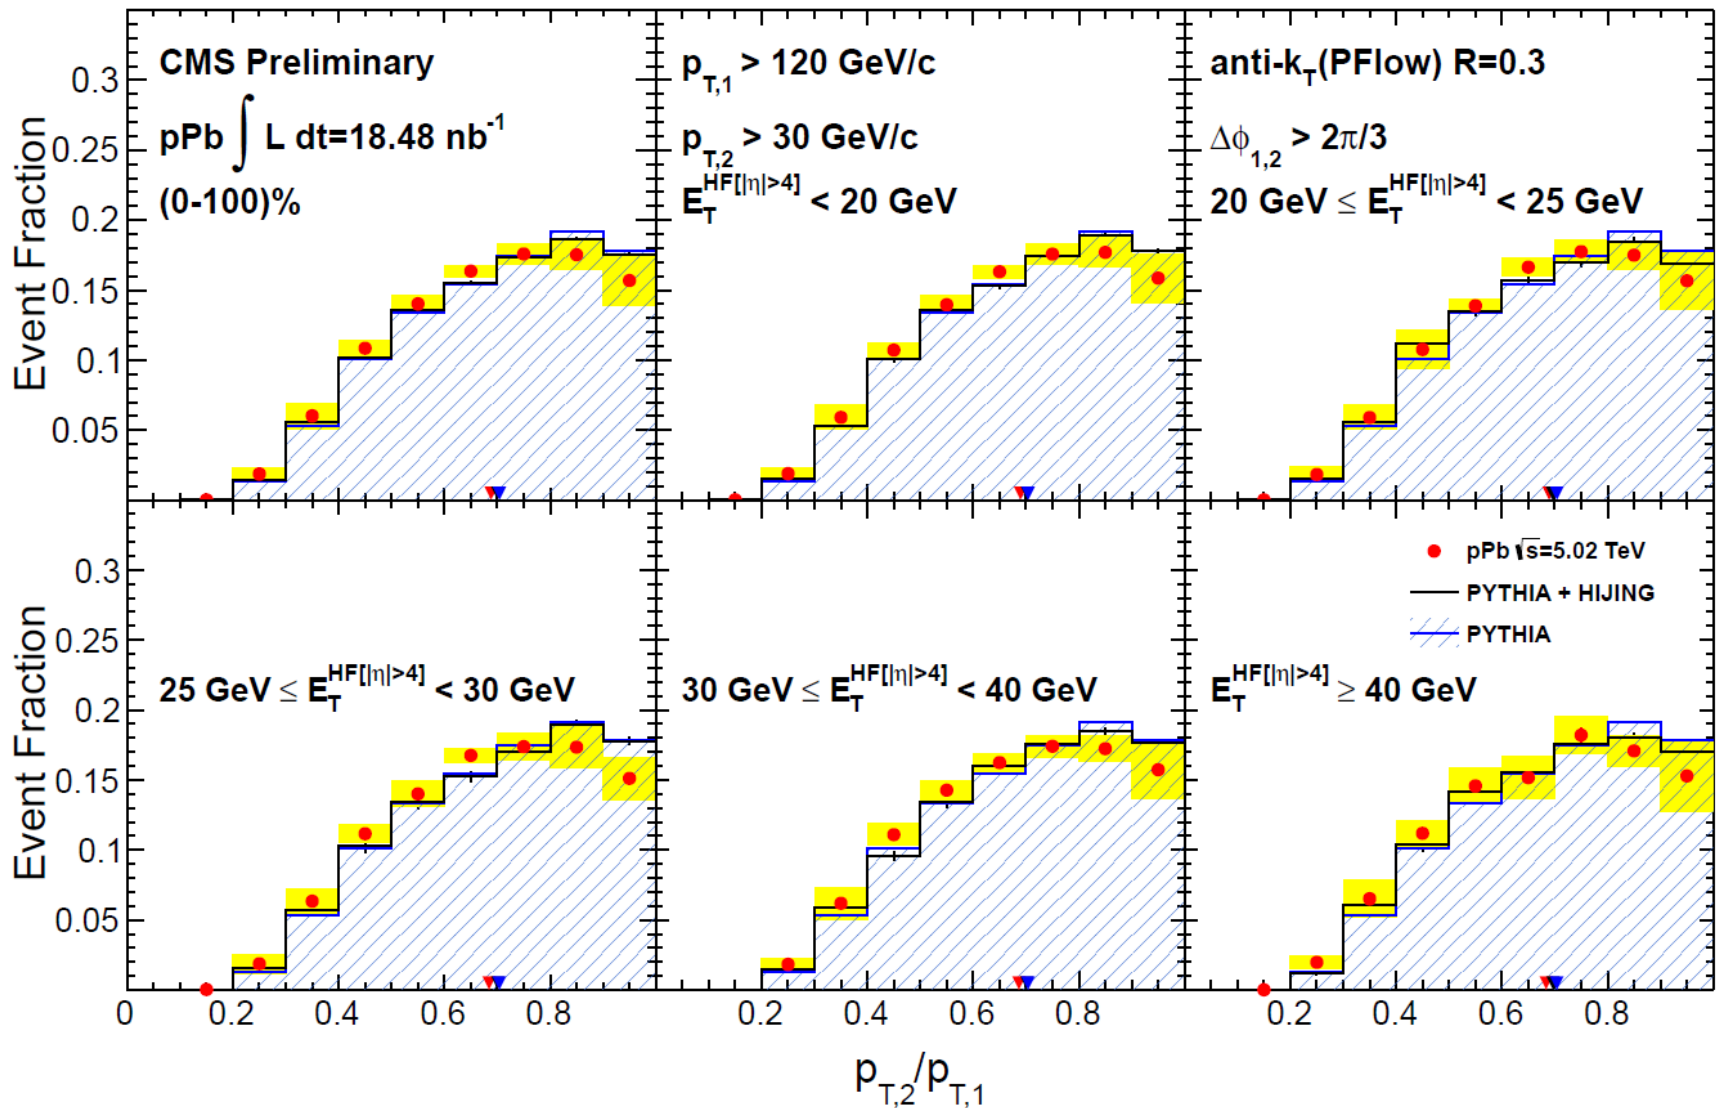 CMS Preliminary
pPb ∫ L dt=18.48 nb⁻¹
(0-100)%
p_T,1 > 120 GeV/c
p_T,2 > 30 GeV/c
E_T^HF[|η|>4] < 20 GeV
anti-k_T(PFlow) R=0.3
Δϕ_1,2 > 2π/3
20 GeV ≤ E_T^HF[|η|>4] < 25 GeV
Event Fraction
0.3
0.25
0.2
0.15
0.1
0.05
25 GeV ≤ E_T^HF[|η|>4] < 30 GeV
30 GeV ≤ E_T^HF[|η|>4] < 40 GeV
E_T^HF[|η|>4] ≥ 40 GeV
pPb √s=5.02 TeV
PYTHIA + HIJING
PYTHIA
Event Fraction
0.3
0.25
0.2
0.15
0.1
0.05
0 0.2 0.4 0.6 0.8
0.2 0.4 0.6 0.8
0.2 0.4 0.6 0.8
p_T,2/p_T,1